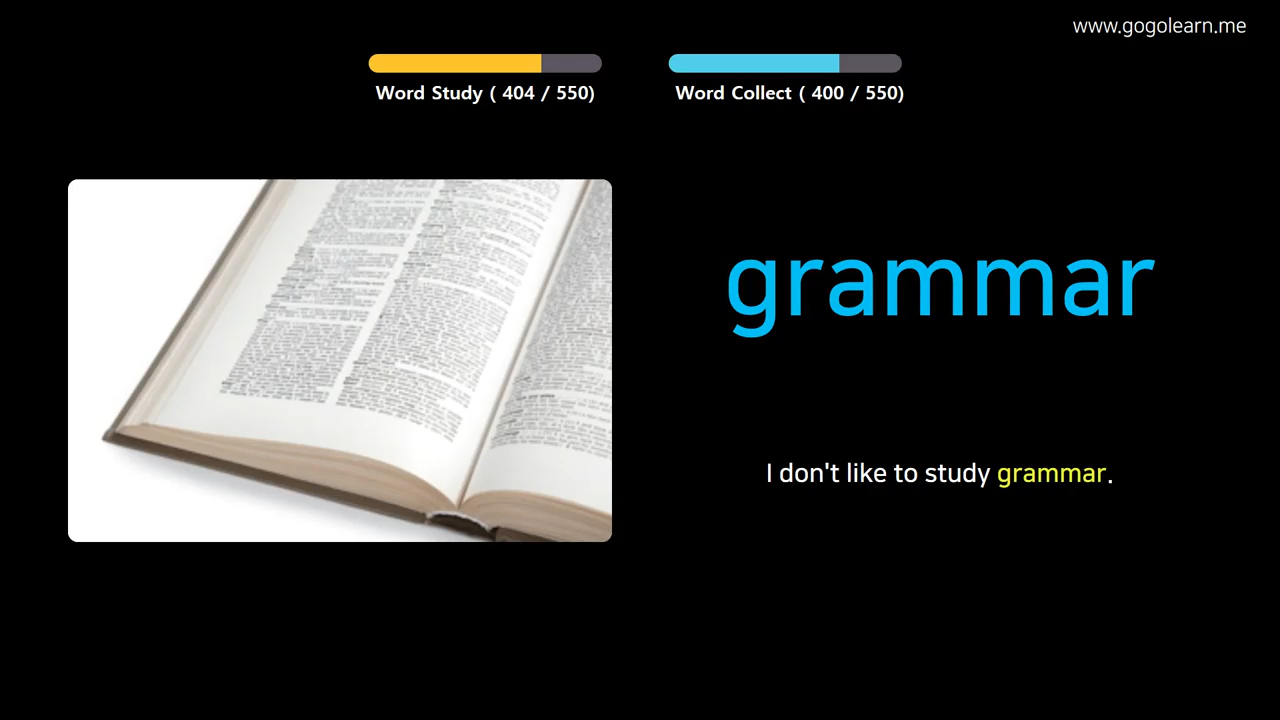 www.gogolearn.me
Word Study ( 404 / 550)
Word Collect ( 400 / 550)
grammar
I don't like to study grammar.